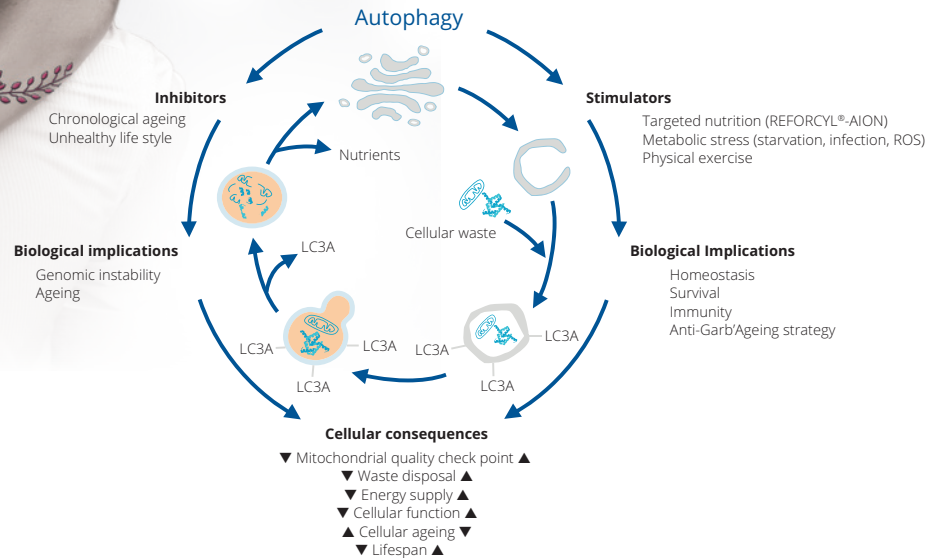 Autophagy
Inhibitors
Chronological ageing
Unhealthy life style
Stimulators
Targeted nutrition (REFORCYL®-AION)
Metabolic stress (starvation, infection, ROS)
Physical exercise
Nutrients
Cellular waste
Biological implications
Genomic instability
Ageing
LC3A
Biological Implications
Homeostasis
Survival
Immunity
Anti-Garb'Ageing strategy
LC3A
LC3A
LC3A
LC3A
LC3A
LC3A
Cellular consequences
▼ Mitochondrial quality check point ▲
▼ Waste disposal ▲
▼ Energy supply ▲
▼ Cellular function ▲
▲ Cellular ageing ▼
▼ Lifespan ▲